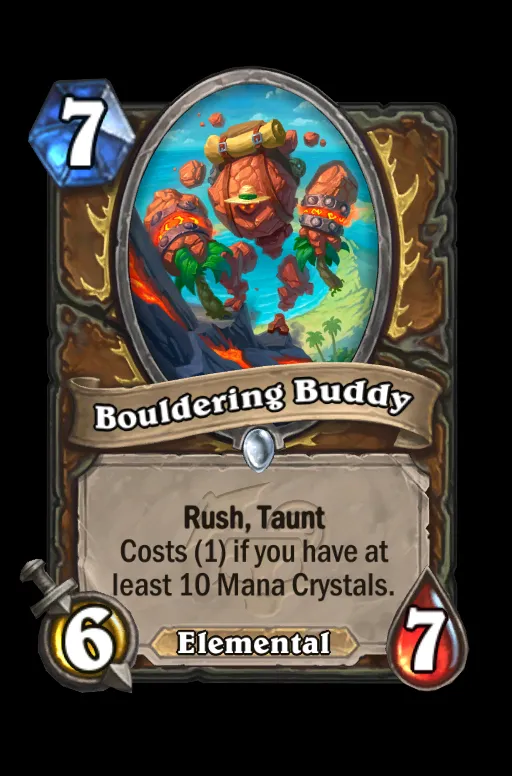 7
Bouldering Buddy
Rush, Taunt
Costs (1) if you have at
least 10 Mana Crystals.
6
Elemental
7